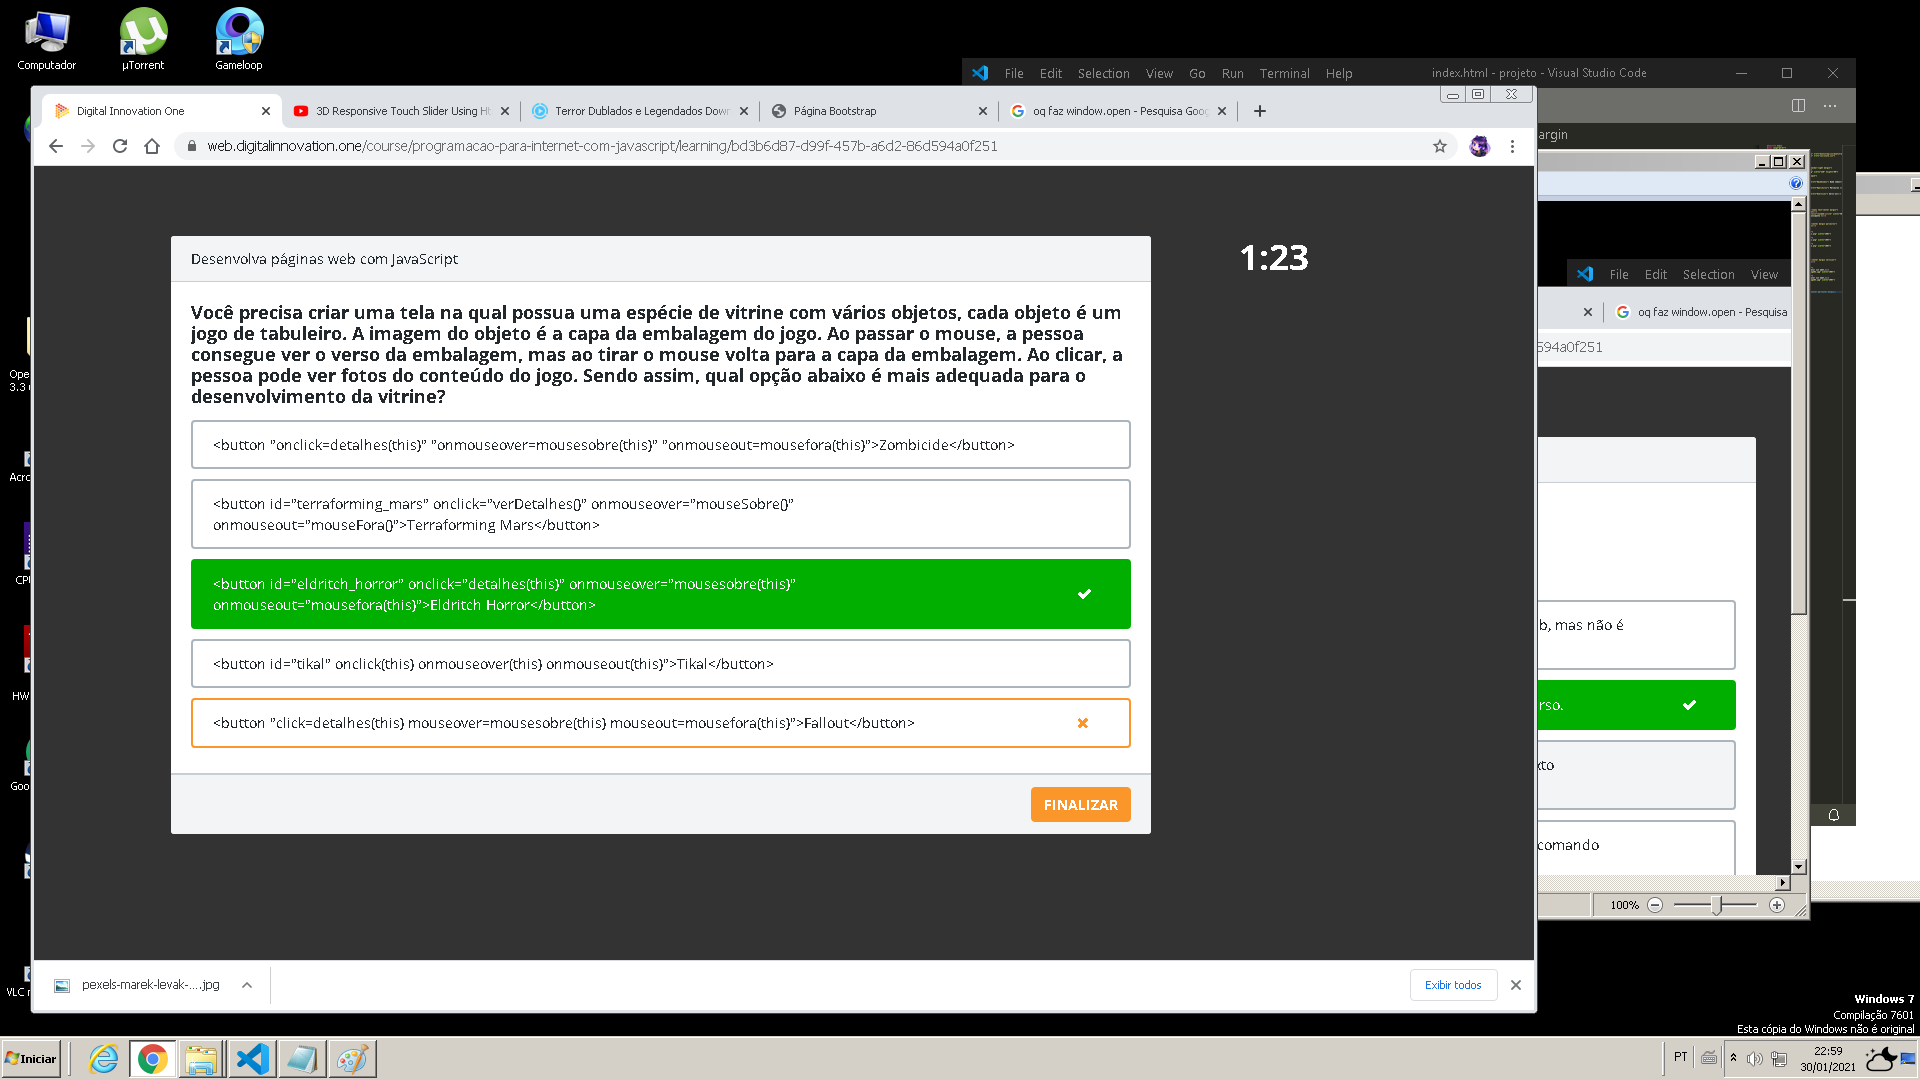 Computador
µTorrent
Gameloop
File Edit Selection View Go Run Terminal Help
index.html - projeto - Visual Studio Code
Digital Innovation One
3D Responsive Touch Slider Using Ht
Terror Dublados e Legendados Dow
Página Bootstrap
oq faz window.open - Pesquisa Goog
argin
web.digitalinnovation.one/course/programacao-para-internet-com-javascript/learning/bd3b6d87-d99f-457b-a6d2-86d594a0f251
Desenvolva páginas web com JavaScript
1:23
File Edit Selection View
oq faz window.open - Pesquisa
594a0f251
Você precisa criar uma tela na qual possua uma espécie de vitrine com vários objetos, cada objeto é um
jogo de tabuleiro. A imagem do objeto é a capa da embalagem do jogo. Ao passar o mouse, a pessoa
consegue ver o verso da embalagem, mas ao tirar o mouse volta para a capa da embalagem. Ao clicar, a
pessoa pode ver fotos do conteúdo do jogo. Sendo assim, qual opção abaixo é mais adequada para o
desenvolvimento da vitrine?
<button ”onclick=detalhes(this)” ”onmouseover=mousesobre(this)” ”onmouseout=mousefora(this)”>Zombicide</button>
<button id=”terraforming_mars” onclick=”verDetalhes()” onmouseover=”mouseSobre()”
onmouseout=”mouseFora()”>Terraforming Mars</button>
<button id=”eldritch_horror” onclick=”detalhes(this)” onmouseover=”mousesobre(this)”
onmouseout=”mousefora(this)”>Eldritch Horror</button>
<button id=”tikal” onclick(this) onmouseover(this) onmouseout(this)”>Tikal</button>
<button ”click=detalhes(this) mouseover=mousesobre(this) mouseout=mousefora(this)”>Fallout</button>
FINALIZAR
b, mas não é
rso.
xto
comando
100%
Ope
3.3
Acro
CPI
HW
Goo
VLC
pexels-marek-levak-....jpg
Exibir todos
Windows 7
Compilação 7601
Esta cópia do Windows não é original
Iniciar
PT
22:59
30/01/2021